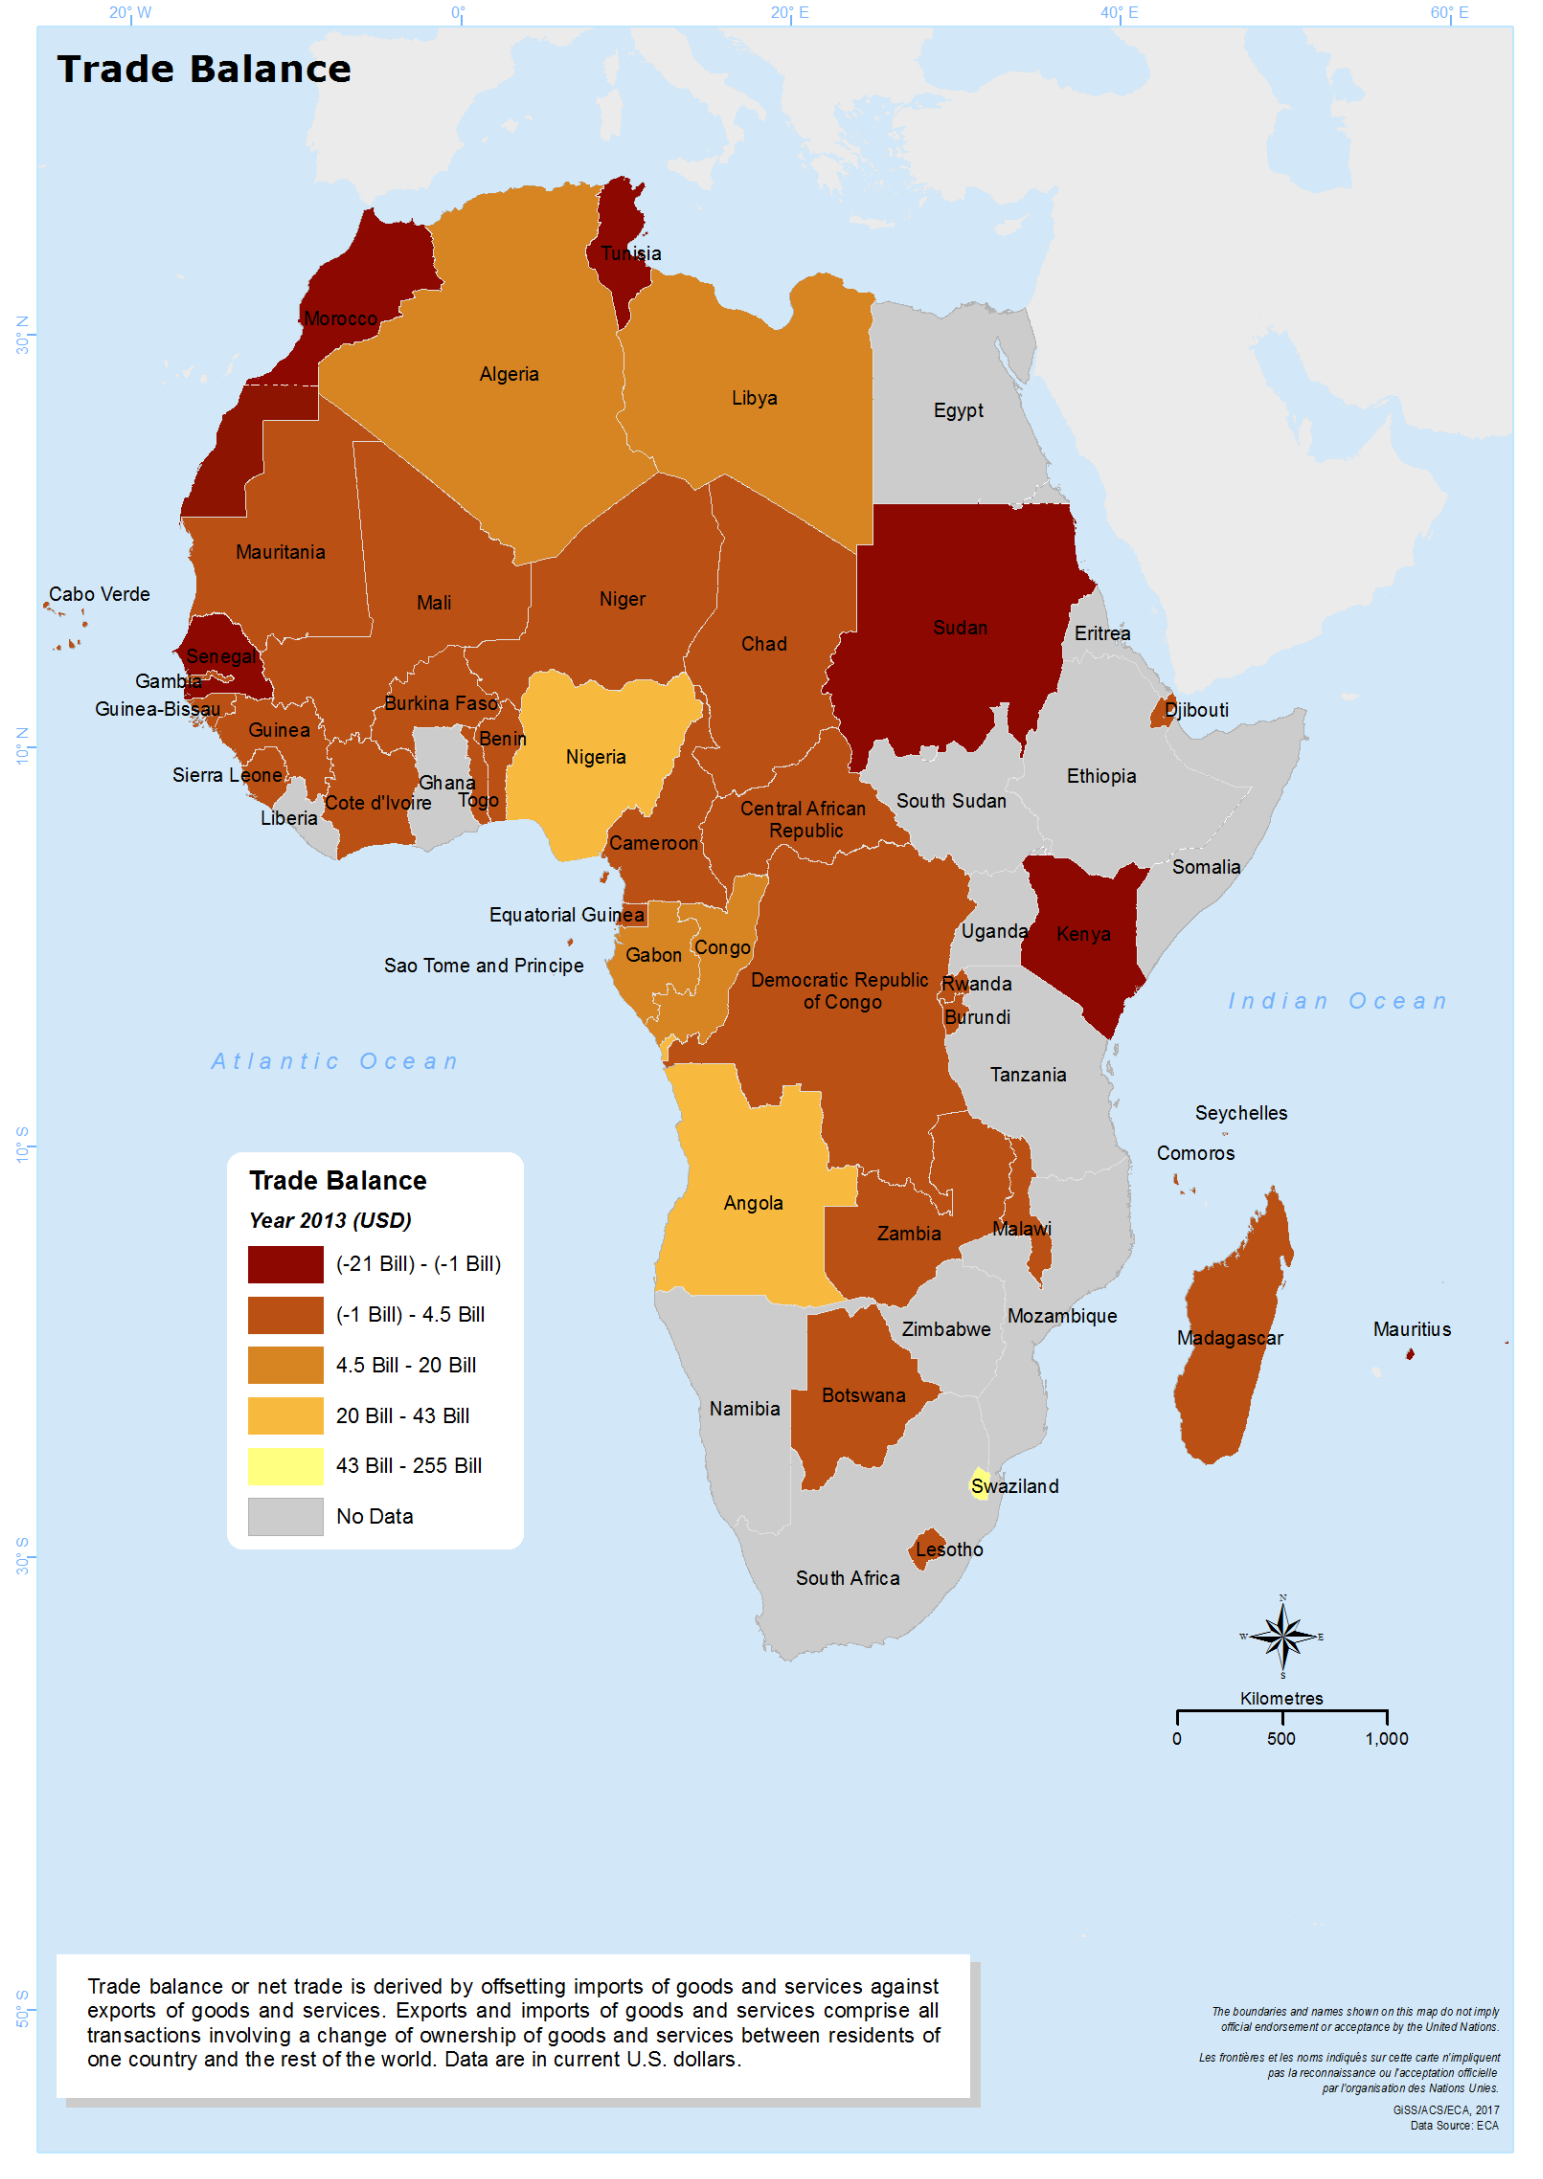 20° W
0°
20° E
40° E
60° E
Trade Balance
30° N
10° N
10° S
30° S
50° S
Tunisia
Morocco
Algeria
Libya
Egypt
Mauritania
Cabo Verde
Mali
Niger
Chad
Sudan
Eritrea
Senegal
Gambia
Guinea-Bissau
Burkina Faso
Djibouti
Guinea
Benin
Nigeria
Sierra Leone
Ghana
Ethiopia
Cote d'Ivoire
Togo
South Sudan
Liberia
Central African
Republic
Cameroon
Somalia
Equatorial Guinea
Uganda
Kenya
Gabon
Congo
Sao Tome and Principe
Democratic Republic
of Congo
Rwanda
Burundi
Indian Ocean
Atlantic Ocean
Tanzania
Seychelles
Comoros
Angola
Zambia
Malawi
Mozambique
Zimbabwe
Madagascar
Mauritius
Namibia
Botswana
Swaziland
Lesotho
South Africa
Trade Balance
Year 2013 (USD)
(-21 Bill) - (-1 Bill)
(-1 Bill) - 4.5 Bill
4.5 Bill - 20 Bill
20 Bill - 43 Bill
43 Bill - 255 Bill
No Data
N
W
E
S
Kilometres
0
500
1,000
Trade balance or net trade is derived by offsetting imports of goods and services against
exports of goods and services. Exports and imports of goods and services comprise all
transactions involving a change of ownership of goods and services between residents of
one country and the rest of the world. Data are in current U.S. dollars.
The boundaries and names shown on this map do not imply
official endorsement or acceptance by the United Nations.
Les frontières et les noms indiqués sur cette carte n'impliquent
pas la reconnaissance ou l'acceptation officielle
par l'organisation des Nations Unies.
GiSS/ACS/ECA, 2017
Data Source: ECA